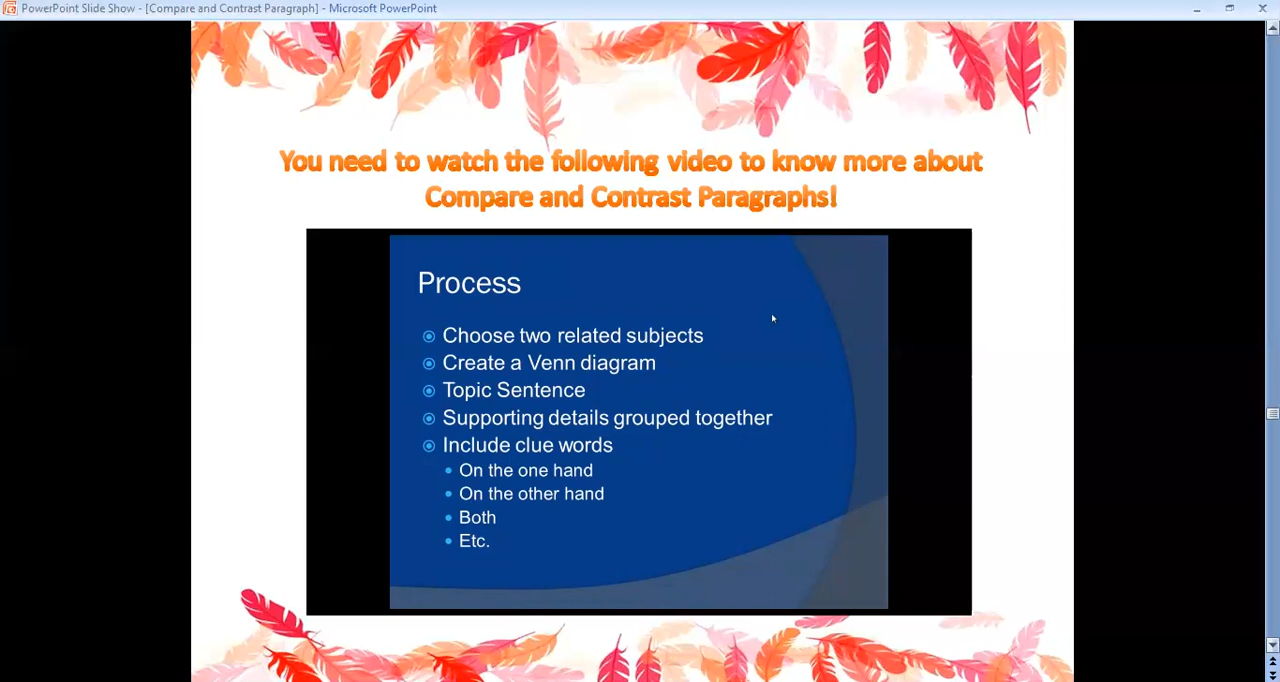 PowerPoint Slide Show - [Compare and Contrast Paragraph] - Microsoft PowerPoint
You need to watch the following video to know more about
Compare and Contrast Paragraphs!
Process
Choose two related subjects
Create a Venn diagram
Topic Sentence
Supporting details grouped together
Include clue words
On the one hand
On the other hand
Both
Etc.